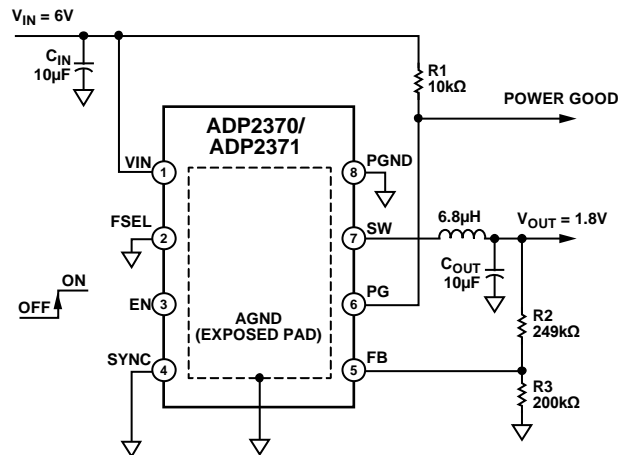 V_IN = 6V
C_IN
10µF
R1
10kΩ
POWER GOOD
ADP2370/
ADP2371
VIN
1
8
PGND
FSEL
2
7
SW
6.8µH
V_OUT = 1.8V
C_OUT
10µF
ON
OFF
EN
3
6
PG
AGND
(EXPOSED PAD)
R2
249kΩ
SYNC
4
5
FB
R3
200kΩ